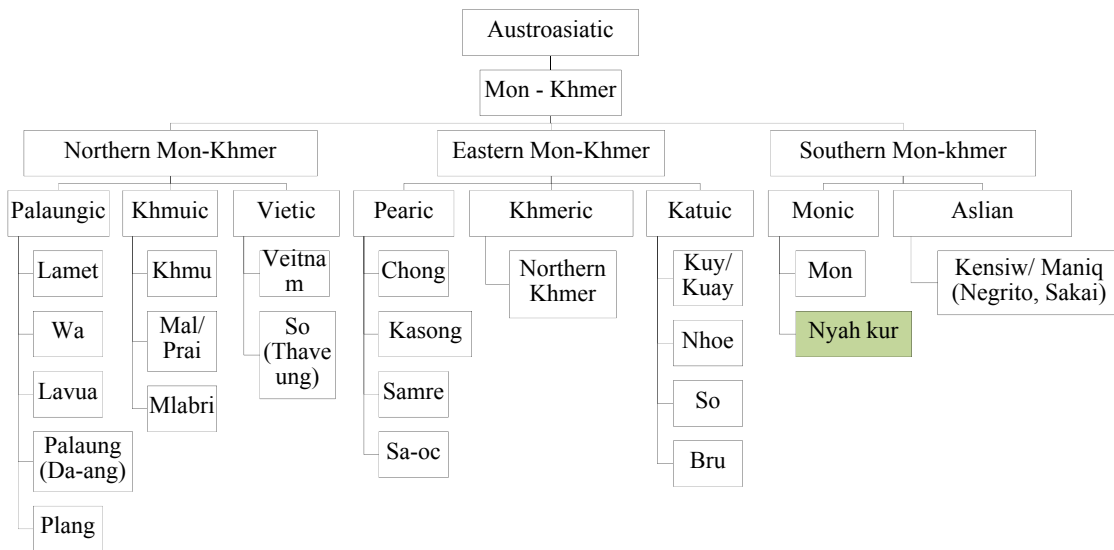 Austroasiatic
Mon - Khmer
Northern Mon-Khmer
Eastern Mon-Khmer
Southern Mon-khmer
Palaungic
Khmuic
Vietic
Pearic
Khmeric
Katuic
Monic
Aslian
Lamet
Wa
Lavua
Palaung
(Da-ang)
Plang
Khmu
Mal/
Prai
Mlabri
Veitna
m
So
(Thave
ung)
Chong
Kasong
Samre
Sa-oc
Northern
Khmer
Kuy/
Kuay
Nhoe
So
Bru
Mon
Nyah kur
Kensiw/ Maniq
(Negrito, Sakai)